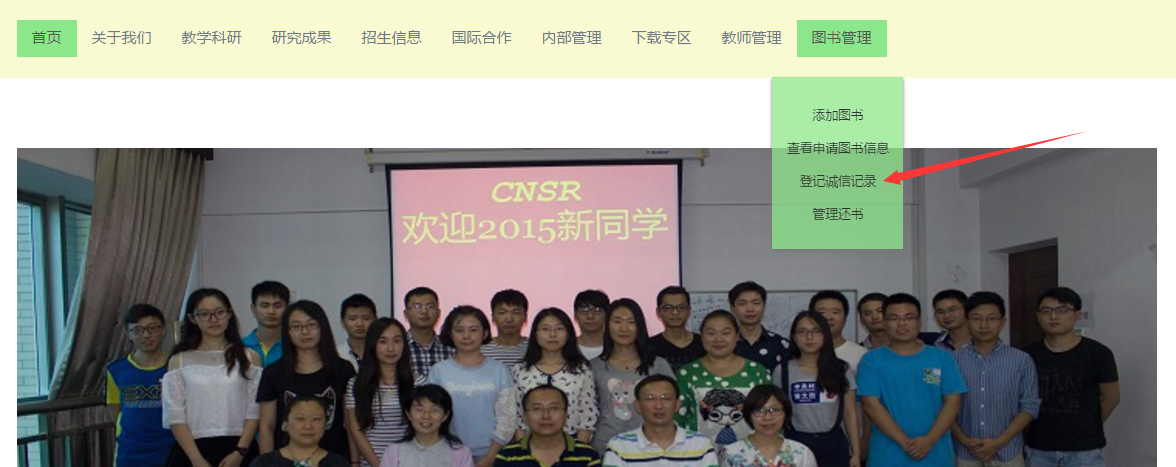 首页 关于我们 教学科研 研究成果 招生信息 国际合作 内部管理 下载专区 教师管理 图书管理
添加图书
查看申请图书信息
登记诚信记录
管理还书
CNSR
欢迎2015新同学